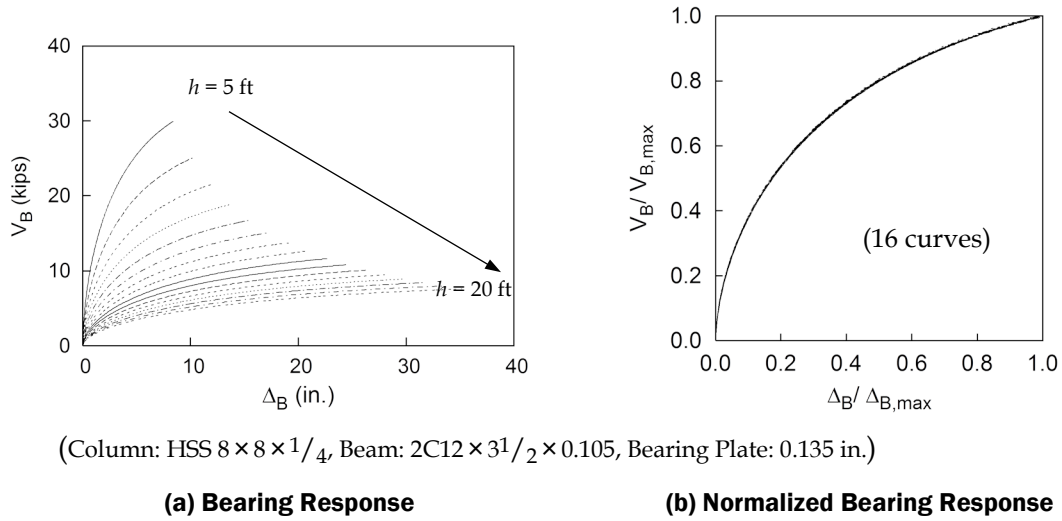 40
30
20
10
0
V_B (kips)
h = 5 ft
h = 20 ft
0 10 20 30 40
Δ_B (in.)
1.0
0.8
0.6
0.4
0.2
0.0
V_B/ V_B,max
(16 curves)
0.0 0.2 0.4 0.6 0.8 1.0
Δ_B/ Δ_B,max
(Column: HSS 8 × 8 × 1/4, Beam: 2C12 × 3 1/2 × 0.105, Bearing Plate: 0.135 in.)
(a) Bearing Response
(b) Normalized Bearing Response